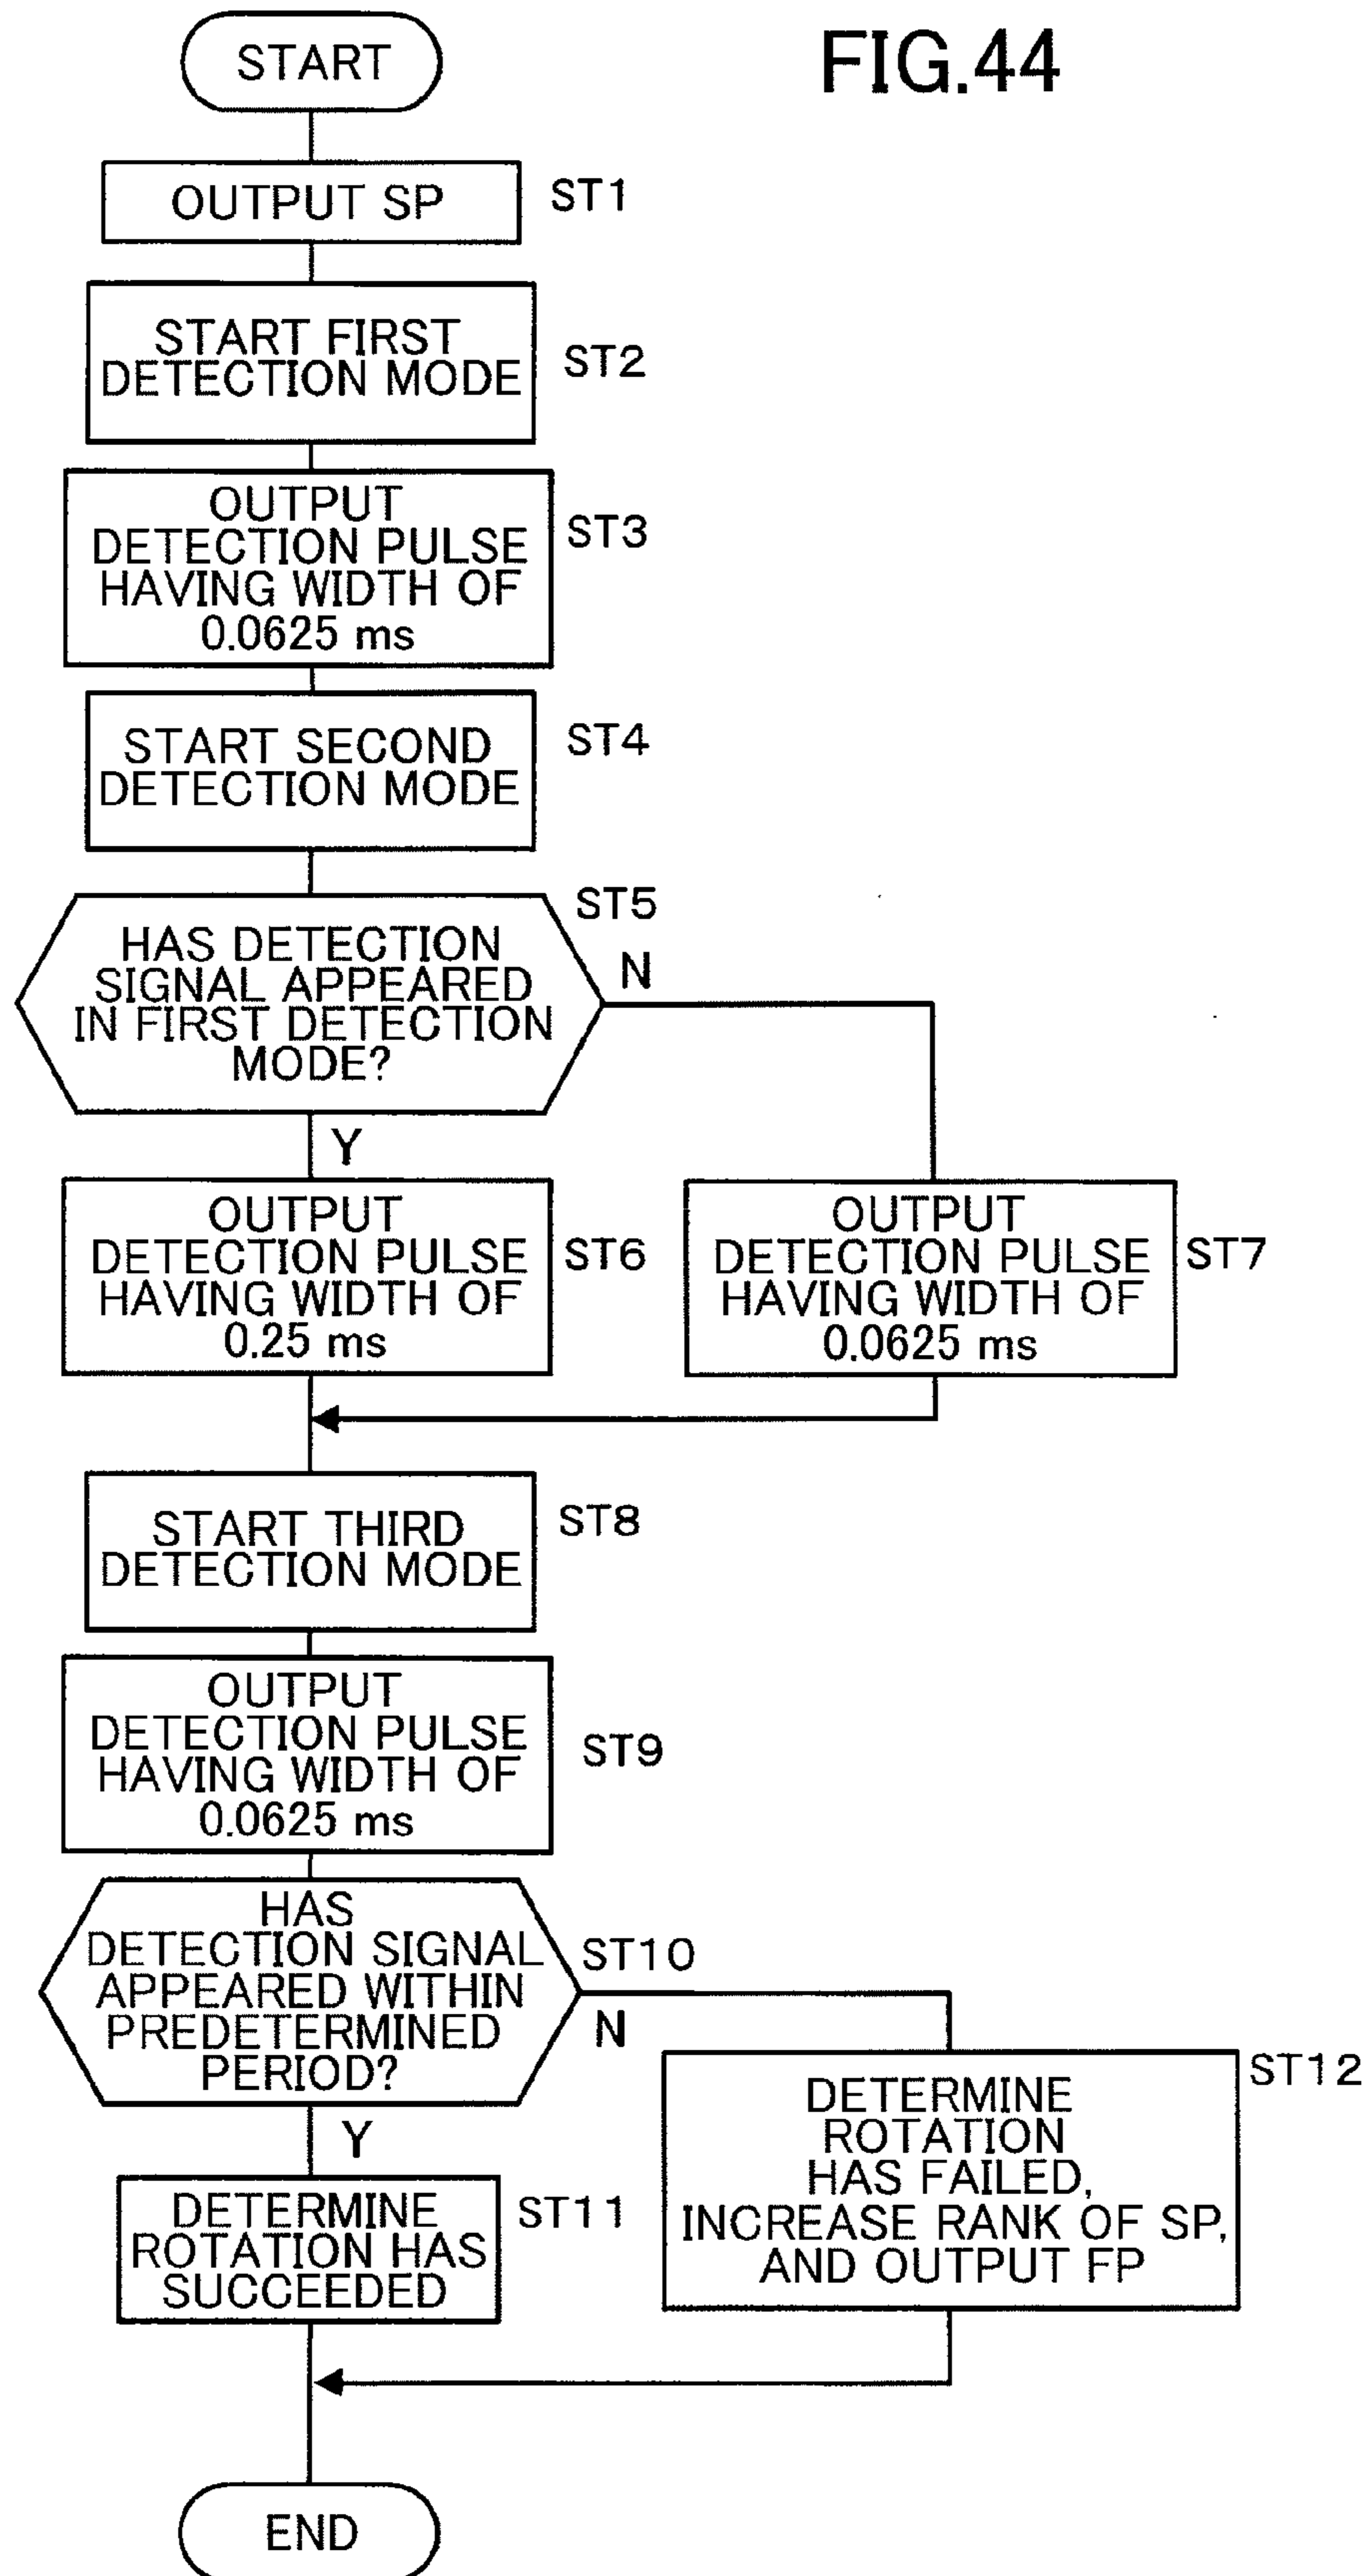 FIG.44
START
OUTPUT SP
ST1
START FIRST
DETECTION MODE
ST2
OUTPUT
DETECTION PULSE
HAVING WIDTH OF
0.0625 ms
ST3
START SECOND
DETECTION MODE
ST4
HAS DETECTION
SIGNAL APPEARED
IN FIRST DETECTION
MODE?
ST5
N
Y
OUTPUT
DETECTION PULSE
HAVING WIDTH OF
0.25 ms
ST6
OUTPUT
DETECTION PULSE
HAVING WIDTH OF
0.0625 ms
ST7
START THIRD
DETECTION MODE
ST8
OUTPUT
DETECTION PULSE
HAVING WIDTH OF
0.0625 ms
ST9
HAS
DETECTION SIGNAL
APPEARED WITHIN
PREDETERMINED
PERIOD?
ST10
N
Y
DETERMINE
ROTATION HAS
SUCCEEDED
ST11
DETERMINE
ROTATION
HAS FAILED,
INCREASE RANK OF SP,
AND OUTPUT FP
ST12
END